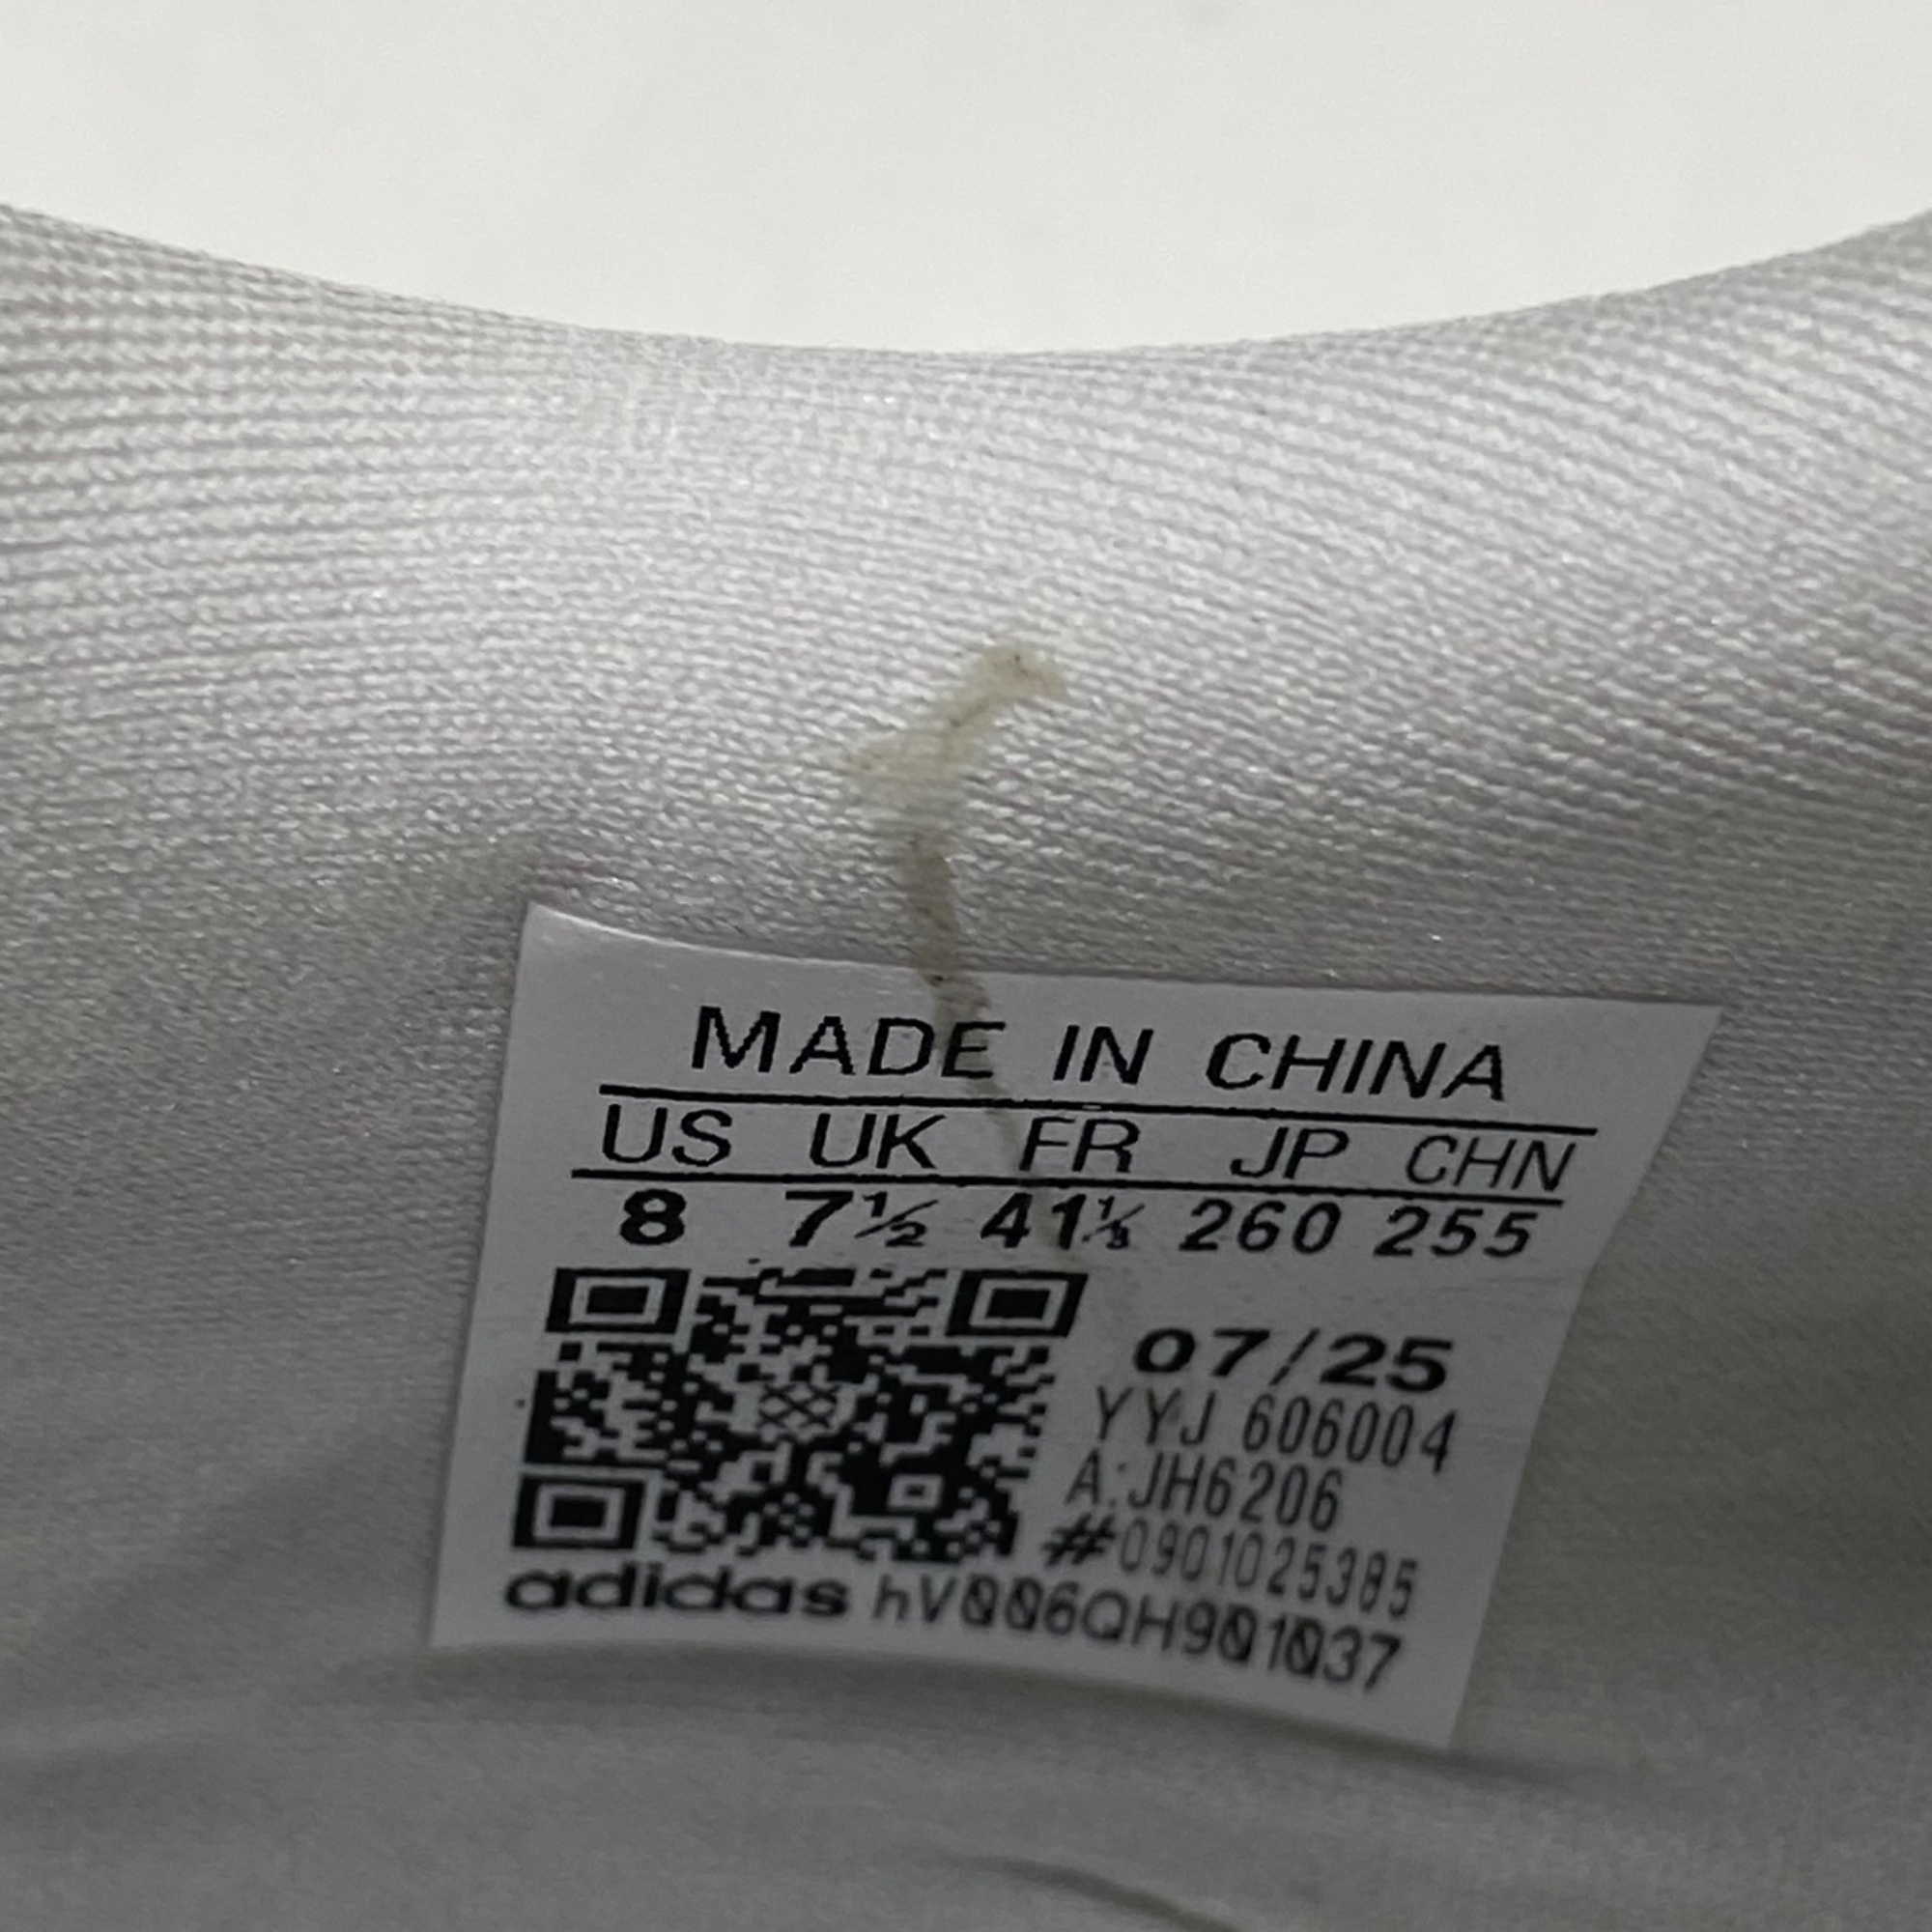 MADE IN CHINA
US UK FR JP CHN
8 7½ 41⅓ 260 255
07/25
YYJ 606004
A:JH6206
#0901025385
adidas hV006QH901037